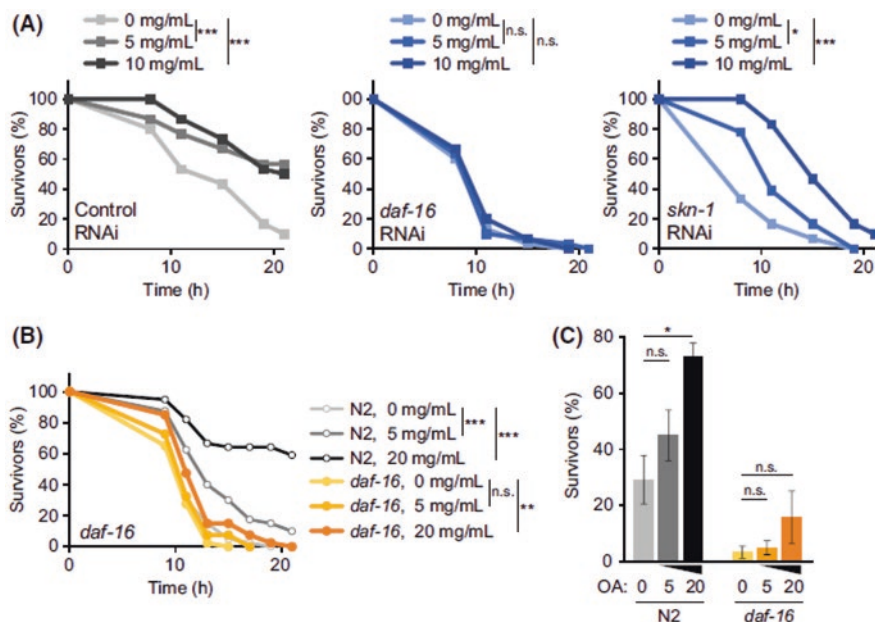 (A)
0 mg/mL
5 mg/mL
10 mg/mL
***
***
0 mg/mL
5 mg/mL
10 mg/mL
n.s.
n.s.
0 mg/mL
5 mg/mL
10 mg/mL
*
***
Survivors (%)
100
80
60
40
20
0
Control
RNAi
0 10 20
Time (h)
Survivors (%)
00
80
60
40
20
0
daf-16
RNAi
0 10 20
Time (h)
Survivors (%)
100
80
60
40
20
0
skn-1
RNAi
0 10 20
Time (h)
(B)
Survivors (%)
100
80
60
40
20
0
daf-16
0 10 20
Time (h)
N2, 0 mg/mL
N2, 5 mg/mL
N2, 20 mg/mL
daf-16, 0 mg/mL
daf-16, 5 mg/mL
daf-16, 20 mg/mL
***
***
n.s.
**
(C)
Survivors (%)
80
60
40
20
0
*
n.s.
n.s.
n.s.
OA: 0 5 20 0 5 20
N2 daf-16